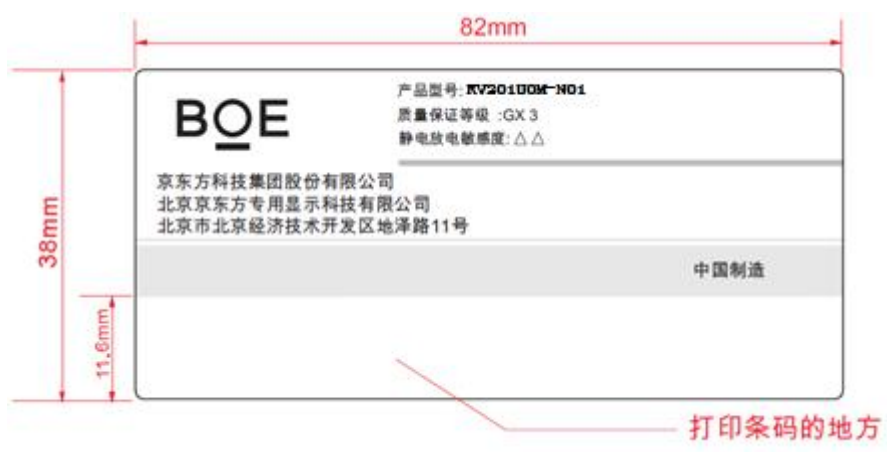 82mm
BOE
产品型号: RV201UOM-N01
质量保证等级 :GX 3
静电放电敏感度: △ △
京东方科技集团股份有限公司
北京京东方专用显示科技有限公司
北京市北京经济技术开发区地泽路11号
38mm
中国制造
11.6mm
打印条码的地方